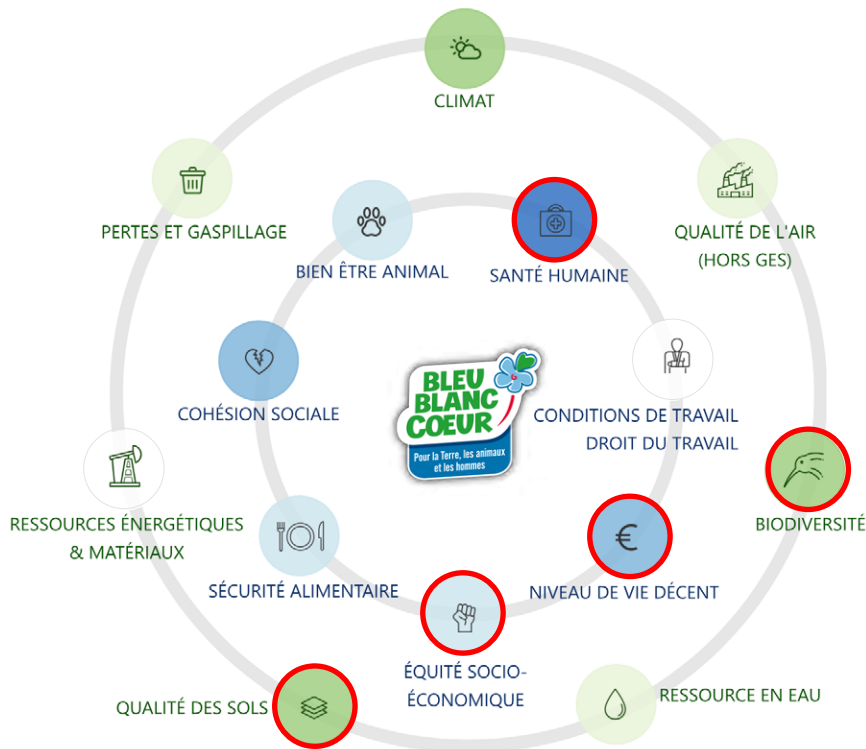 CLIMAT
PERTES ET GASPILLAGE
QUALITÉ DE L'AIR
(HORS GES)
BIEN ÊTRE ANIMAL
SANTÉ HUMAINE
COHÉSION SOCIALE
BLEU
BLANC
COEUR
Pour la Terre, les animaux
et les hommes
CONDITIONS DE TRAVAIL
DROIT DU TRAVAIL
RESSOURCES ÉNERGÉTIQUES
& MATÉRIAUX
BIODIVERSITÉ
SÉCURITÉ ALIMENTAIRE
€
NIVEAU DE VIE DÉCENT
ÉQUITÉ SOCIO-
ÉCONOMIQUE
QUALITÉ DES SOLS
RESSOURCE EN EAU